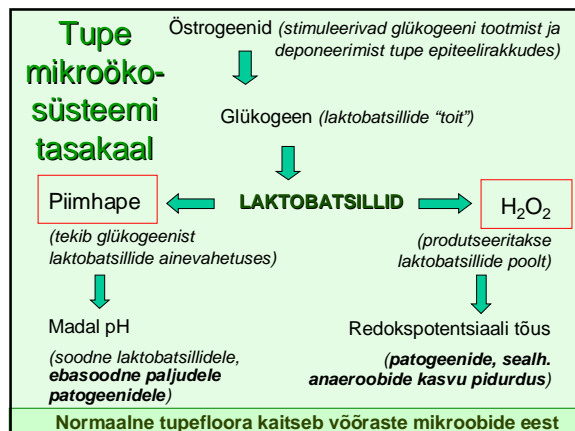 Tupe
mikroöko-
süsteemi
tasakaal
Östrogeenid (stimuleerivad glükogeeni tootmist ja
deponeerimist tupe epiteelirakkudes)
Glükogeen (laktobatsillide “toit”)
Piimhape
LAKTOBATSILLID
H₂O₂
(tekib glükogeenist
laktobatsillide ainevahetuses)
(produtseeritakse
laktobatsillide poolt)
Madal pH
(soodne laktobatsillidele,
ebasoodne paljudele
patogeenidele)
Redokspotentsiaali tõus
(patogeenide, sealh.
anaeroobide kasvu pidurdus)
Normaalne tupefloora kaitseb võõraste mikroobide eest